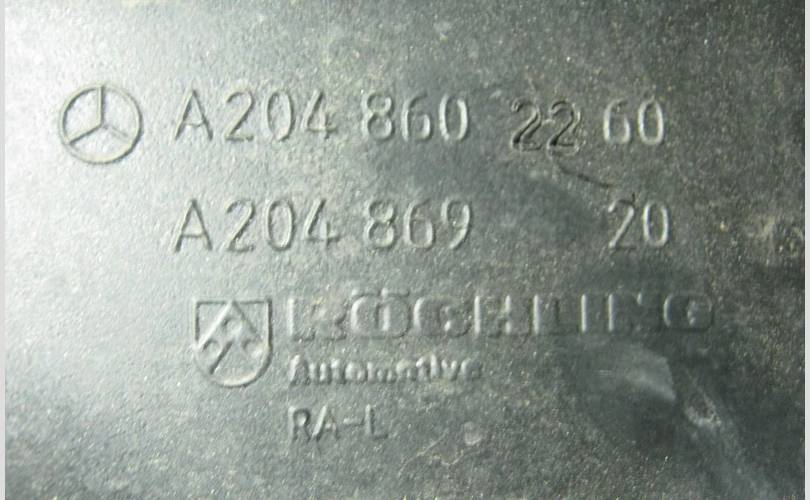 A204 860 22 60
A204 869 20
RÖCHLING
Automotive
RA-L